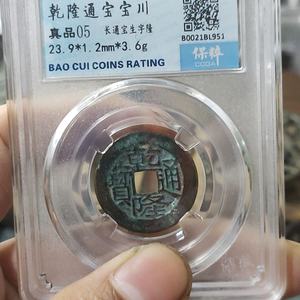 乾隆通宝宝川
真品05 长通宝生字隆
23.9*1.2mm*3.6g
BAO CUI COINS RATING
B0021BL951
保粹
乾隆通寶